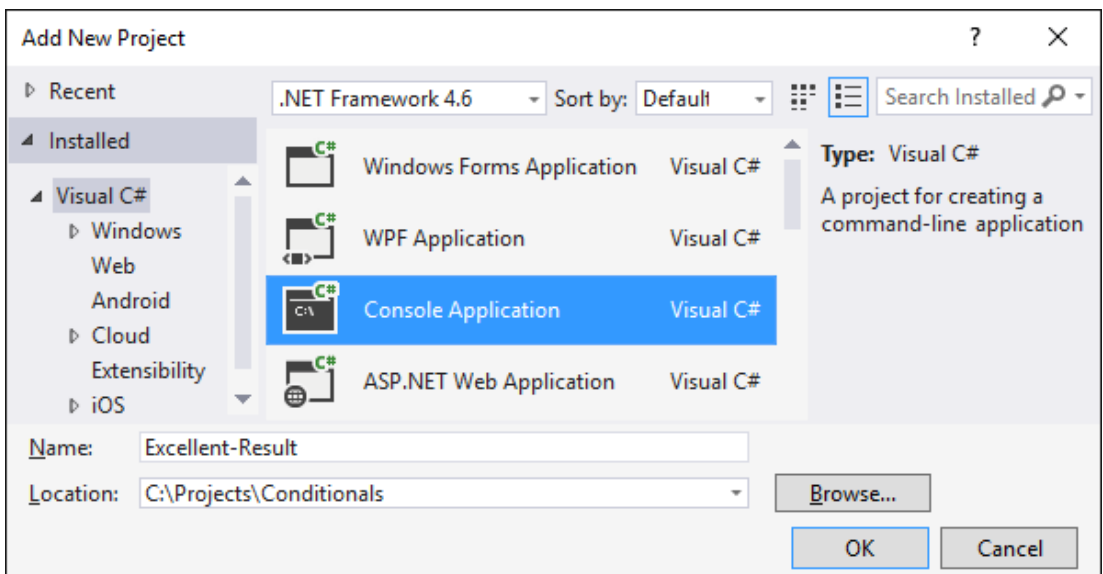 Add New Project
?
Recent
.NET Framework 4.6
Sort by:
Default
Search Installed
Installed
Visual C#
Windows
Web
Android
Cloud
Extensibility
iOS
C#
Windows Forms Application
Visual C#
C#
WPF Application
Visual C#
C#
C:\
Console Application
Visual C#
C#
ASP.NET Web Application
Visual C#
Type: Visual C#
A project for creating a
command-line application
Name:
Excellent-Result
Location:
C:\Projects\Conditionals
Browse...
OK
Cancel